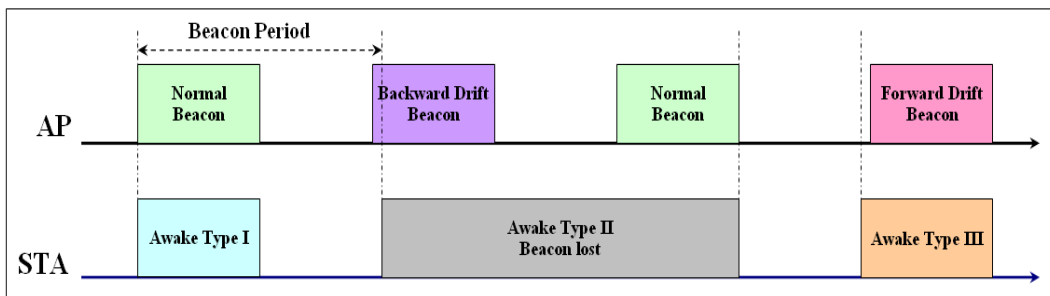 Beacon Period
Normal
Beacon
Backward Drift
Beacon
Normal
Beacon
Forward Drift
Beacon
AP
Awake Type I
Awake Type II
Beacon lost
Awake Type III
STA